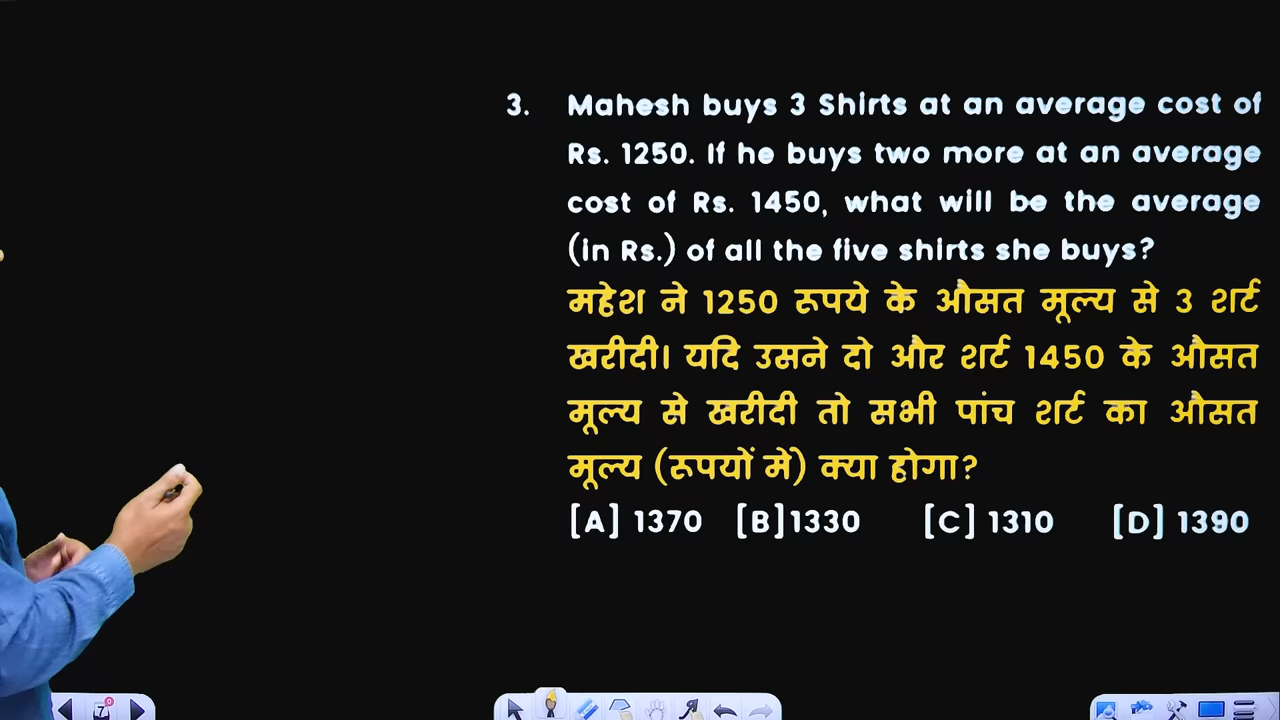 3. Mahesh buys 3 Shirts at an average cost of
Rs. 1250. If he buys two more at an average
cost of Rs. 1450, what will be the average
(in Rs.) of all the five shirts she buys?
महेश ने 1250 रूपये के औसत मूल्य से 3 शर्ट
खरीदी। यदि उसने दो और शर्ट 1450 के औसत
मूल्य से खरीदी तो सभी पांच शर्ट का औसत
मूल्य (रूपयों में) क्या होगा?
[A] 1370 [B]1330 [C] 1310 [D] 1390
7 0